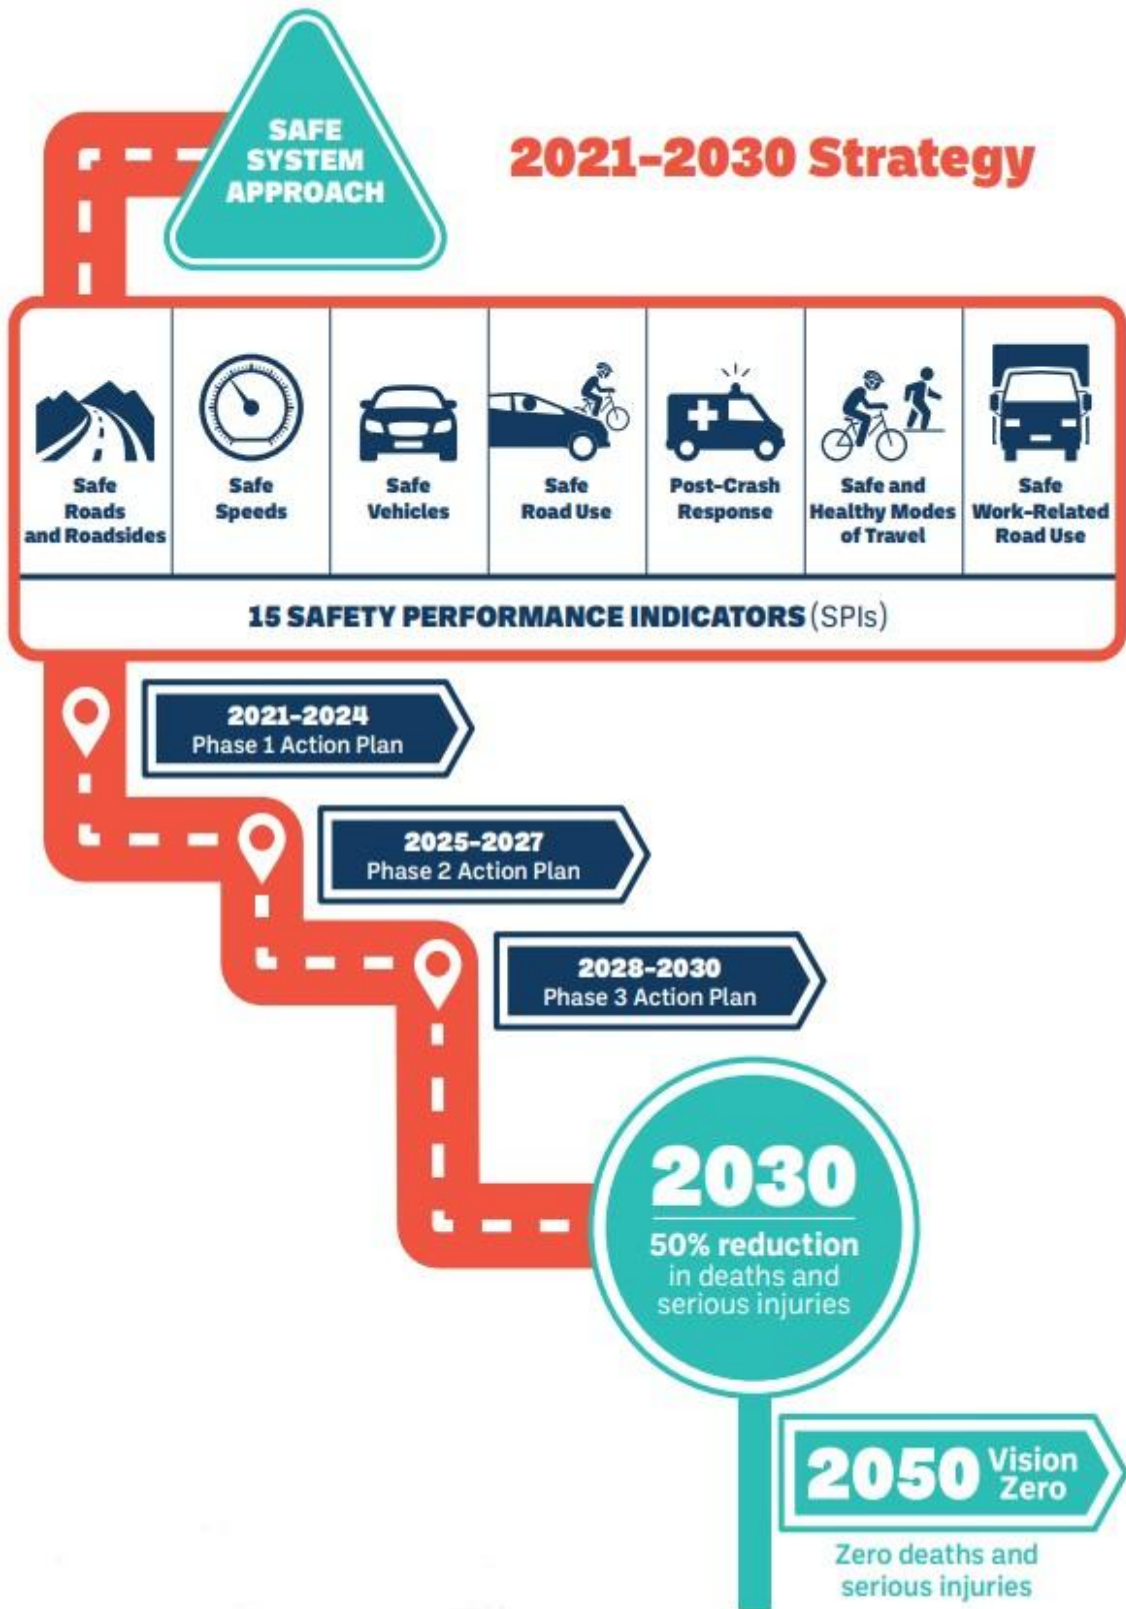 SAFE
SYSTEM
APPROACH
2021-2030 Strategy
Safe
Roads
and Roadsides
Safe
Speeds
Safe
Vehicles
Safe
Road Use
Post-Crash
Response
Safe and
Healthy Modes
of Travel
Safe
Work-Related
Road Use
15 SAFETY PERFORMANCE INDICATORS (SPIs)
2021-2024
Phase 1 Action Plan
2025-2027
Phase 2 Action Plan
2028-2030
Phase 3 Action Plan
2030
50% reduction
in deaths and
serious injuries
2050 Vision
Zero
Zero deaths and
serious injuries